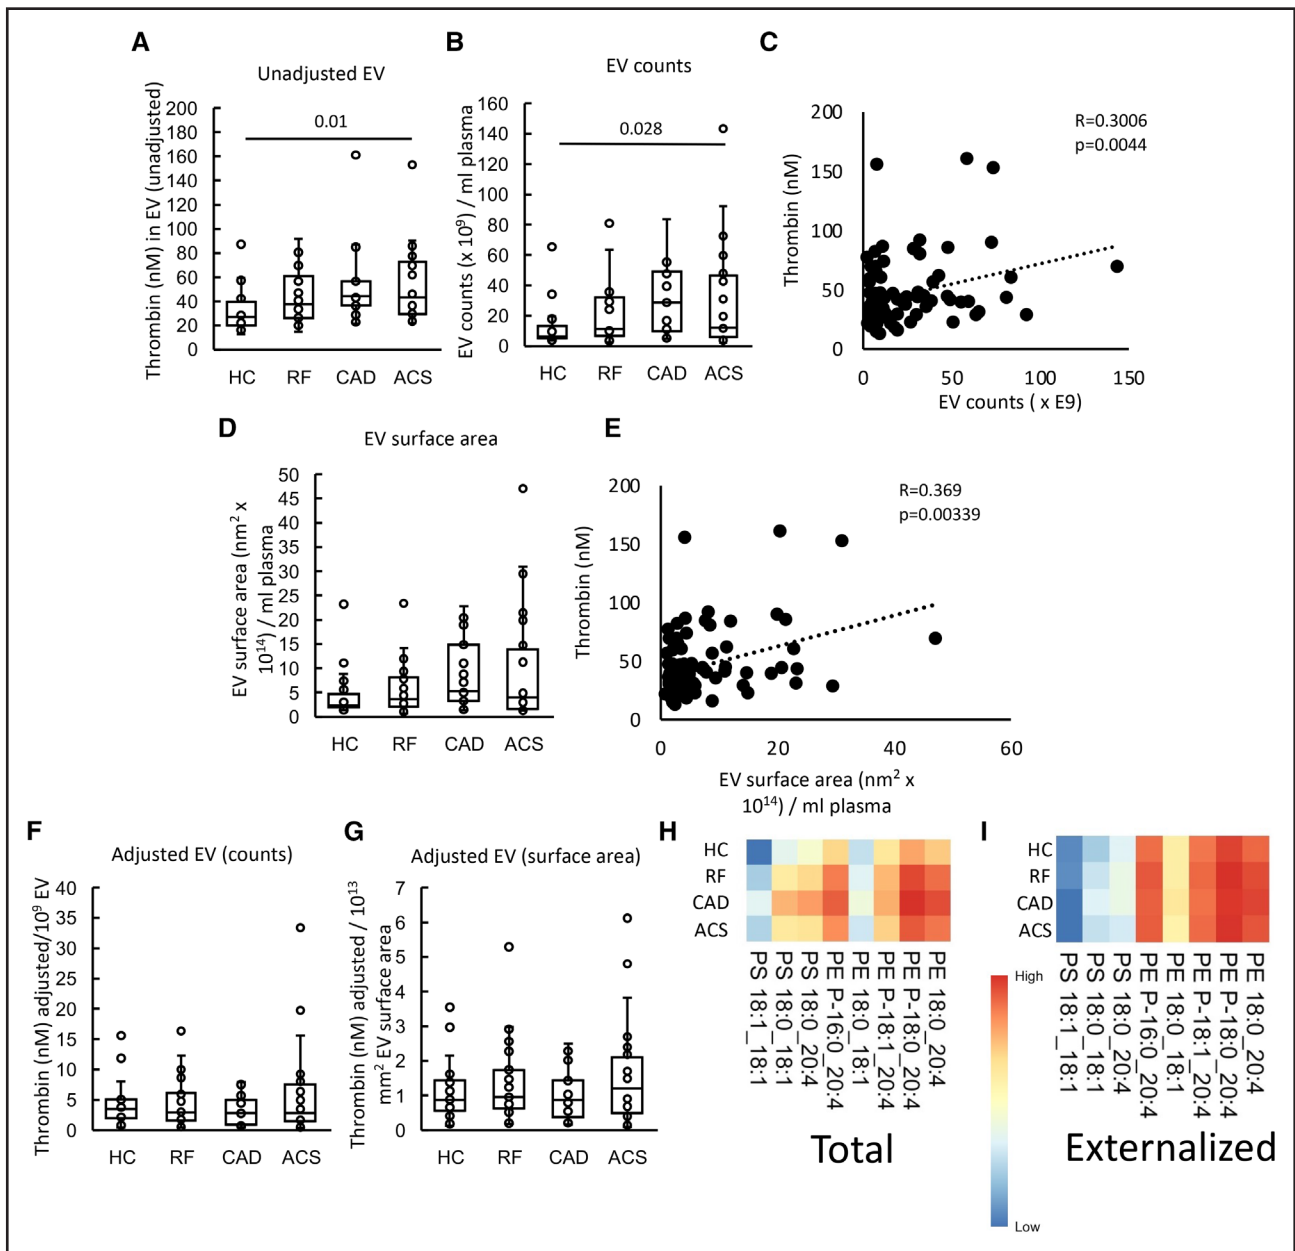 A
Unadjusted EV
Thrombin (nM) in EV (unadjusted)
200
180
160
140
120
100
80
60
40
20
0
0.01
HC RF CAD ACS
B
EV counts
EV counts (x 10⁹) / ml plasma
160
140
120
100
80
60
40
20
0
0.028
HC RF CAD ACS
C
Thrombin (nM)
200
150
100
50
0
R=0.3006
p=0.0044
0 50 100 150
EV counts ( x E9)
D
EV surface area
EV surface area (nm² x
10¹⁴) / ml plasma
50
45
40
35
30
25
20
15
10
5
0
HC RF CAD ACS
E
Thrombin (nM)
200
150
100
50
0
R=0.369
p=0.00339
0 20 40 60
EV surface area (nm² x
10¹⁴) / ml plasma
F
Adjusted EV (counts)
Thrombin (nM) adjusted/10⁹ EV
40
35
30
25
20
15
10
5
0
HC RF CAD ACS
G
Adjusted EV (surface area)
Thrombin (nM) adjusted / 10¹³
mm² EV surface area
7
6
5
4
3
2
1
0
HC RF CAD ACS
H
HC
RF
CAD
ACS
PS 18:1_18:1
PS 18:0_18:1
PS 18:0_20:4
PE P-16:0_20:4
PE 18:0_18:1
PE P-18:1_20:4
PE P-18:0_20:4
PE 18:0_20:4
Total
I
HC
RF
CAD
ACS
PS 18:1_18:1
PS 18:0_18:1
PS 18:0_20:4
PE P-16:0_20:4
PE 18:0_18:1
PE P-18:1_20:4
PE P-18:0_20:4
PE 18:0_20:4
Externalized
High
Low